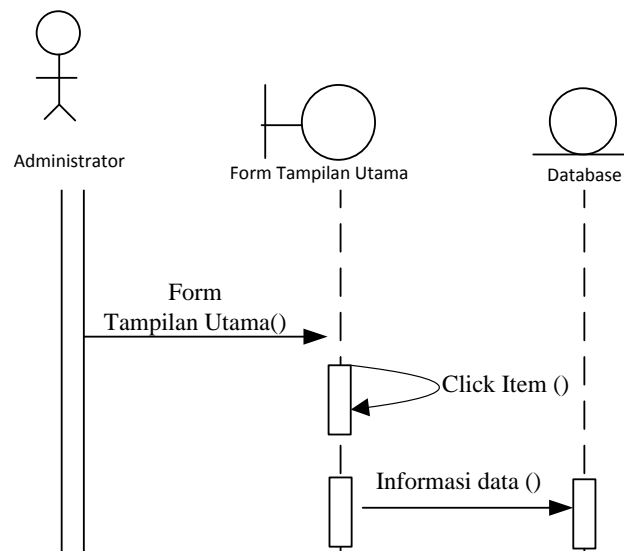 Administrator
Form Tampilan Utama
Database
Form
Tampilan Utama()
Click Item ()
Informasi data ()